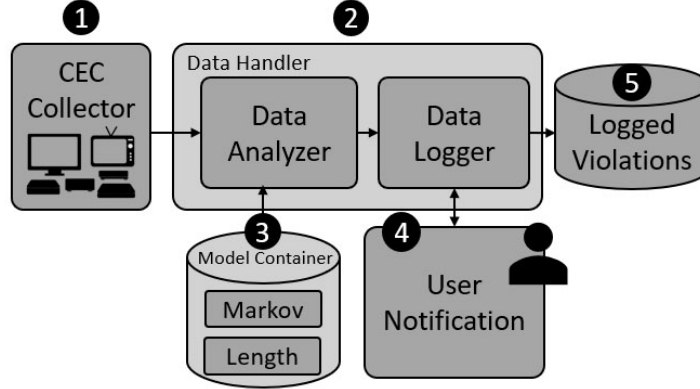 1
2
CEC
Collector
Data Handler
Data
Analyzer
Data
Logger
5
Logged
Violations
3
Model Container
Markov
Length
4
User
Notification